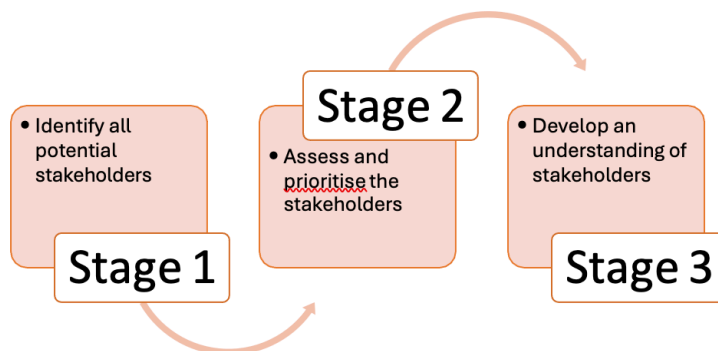 • Identify all
potential
stakeholders
Stage 1
Stage 2
• Assess and
prioritise the
stakeholders
• Develop an
understanding of
stakeholders
Stage 3